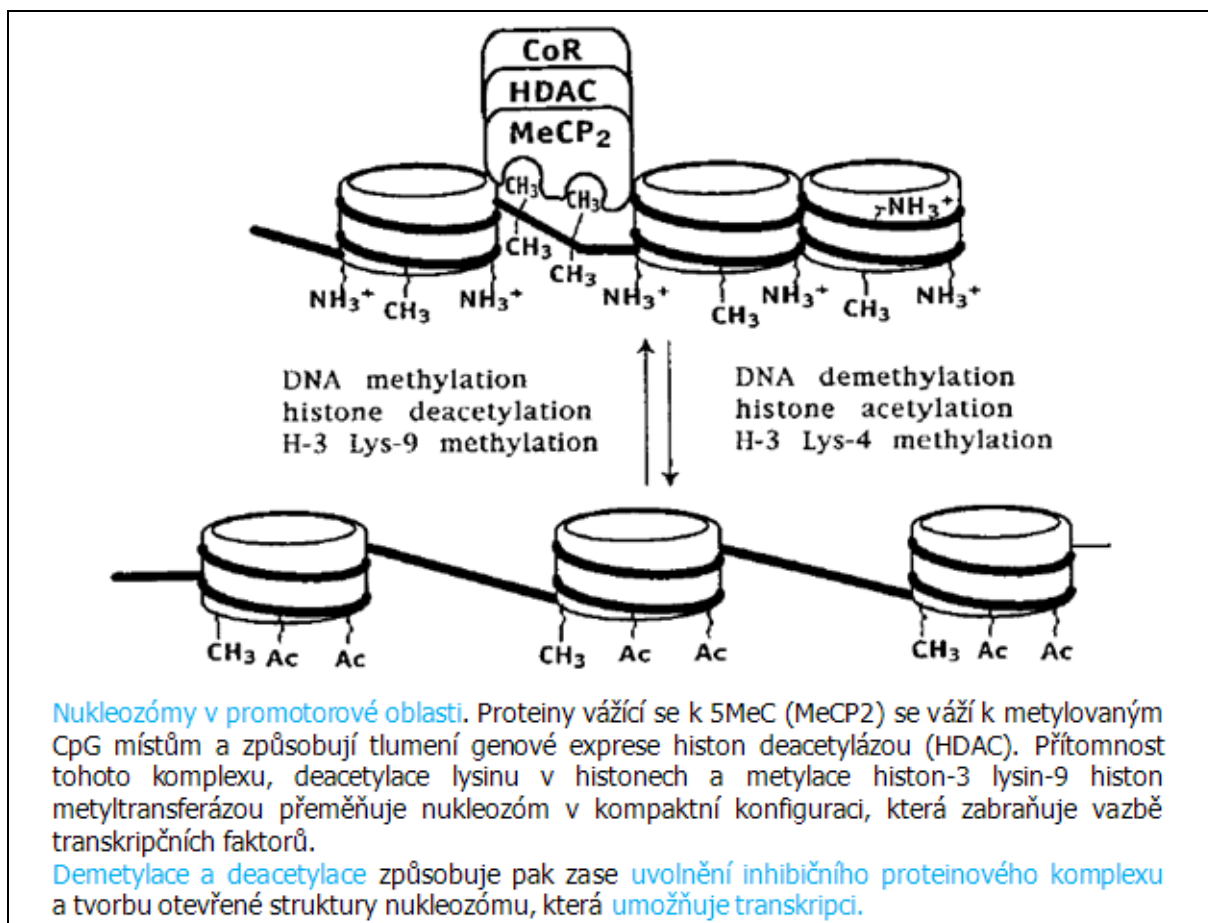 CoR
HDAC
MeCP2
CH3
CH3
NH3+
CH3
CH3
NH3+
CH3
NH3+
NH3+
CH3
NH3+
CH3
NH3+
DNA methylation
histone deacetylation
H-3 Lys-9 methylation
DNA demethylation
histone acetylation
H-3 Lys-4 methylation
CH3 Ac Ac
CH3 Ac Ac
CH3 Ac Ac
Nukleozómy v promotorové oblasti. Proteiny vážící se k 5MeC (MeCP2) se váží k metylovaným
CpG místům a způsobují tlumení genové exprese histon deacetylázou (HDAC). Přítomnost
tohoto komplexu, deacetylace lysinu v histonech a metylace histon-3 lysin-9 histon
metyltransferázou přeměňuje nukleozóm v kompaktní konfiguraci, která zabraňuje vazbě
transkripčních faktorů.
Demetylace a deacetylace způsobuje pak zase uvolnění inhibičního proteinového komplexu
a tvorbu otevřené struktury nukleozómu, která umožňuje transkripci.